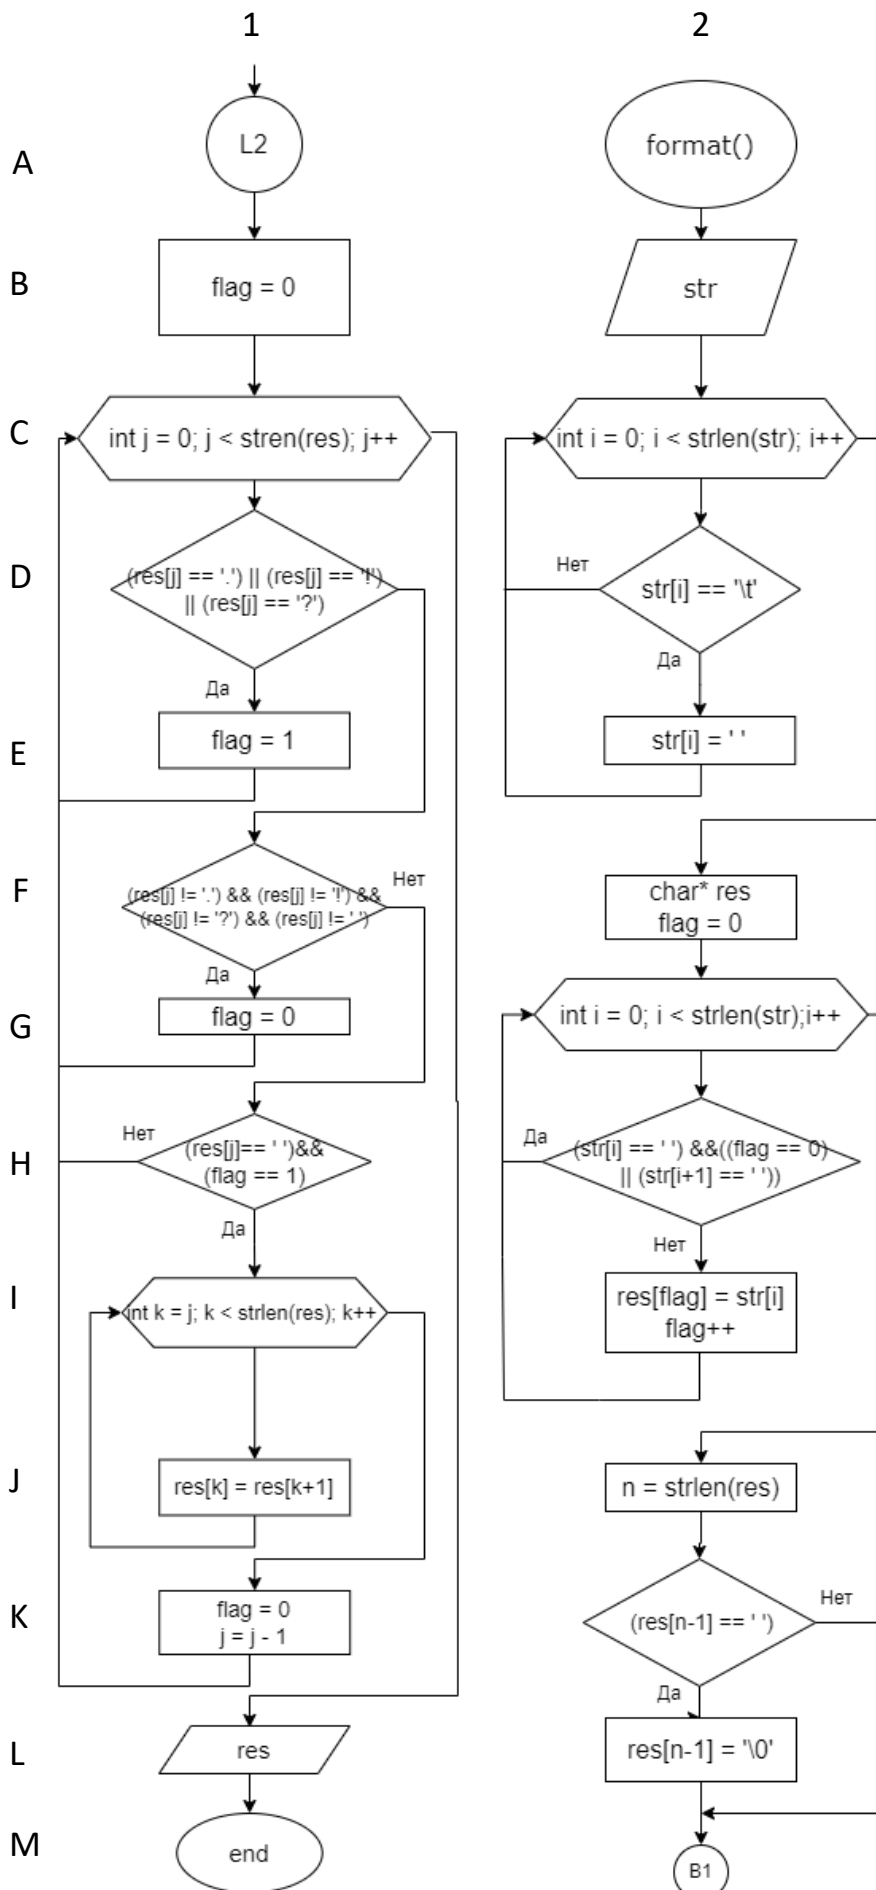 1
2
A
L2
format()
B
flag = 0
str
C
int j = 0; j < stren(res); j++
int i = 0; i < strlen(str); i++
D
(res[j] == '.') || (res[j] == '!')
|| (res[j] == '?')
Нет
str[i] == '\t'
Да
Да
E
flag = 1
str[i] = ' '
F
(res[j] != '.') && (res[j] != '!') &&
(res[j] != '?') && (res[j] != ' ')
Нет
char* res
flag = 0
Да
G
flag = 0
int i = 0; i < strlen(str);i++
H
Нет
(res[j]== ' ')&&
(flag == 1)
Да
(str[i] == ' ') &&((flag == 0)
|| (str[i+1] == ' '))
Да
Нет
I
int k = j; k < strlen(res); k++
res[flag] = str[i]
flag++
J
res[k] = res[k+1]
n = strlen(res)
K
flag = 0
j = j - 1
(res[n-1] == ' ')
Нет
Да
L
res
res[n-1] = '\0'
M
end
B1